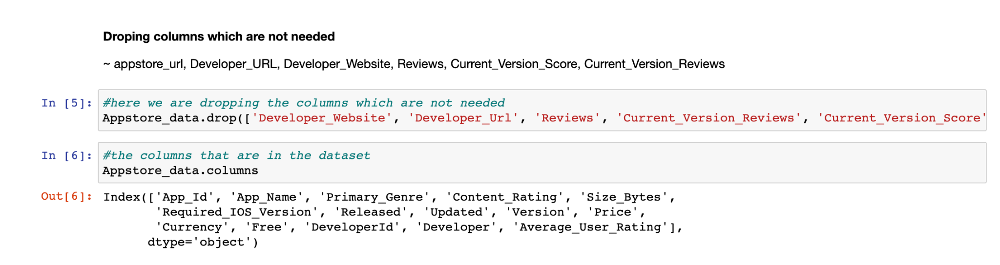 Droping columns which are not needed
~ appstore_url, Developer_URL, Developer_Website, Reviews, Current_Version_Score, Current_Version_Reviews
In [5]: #here we are dropping the columns which are not needed
Appstore_data.drop(['Developer_Website', 'Developer_Url', 'Reviews', 'Current_Version_Reviews', 'Current_Version_Score'
In [6]: #the columns that are in the dataset
Appstore_data.columns
Out[6]: Index(['App_Id', 'App_Name', 'Primary_Genre', 'Content_Rating', 'Size_Bytes',
'Required_IOS_Version', 'Released', 'Updated', 'Version', 'Price',
'Currency', 'Free', 'DeveloperId', 'Developer', 'Average_User_Rating'],
dtype='object')